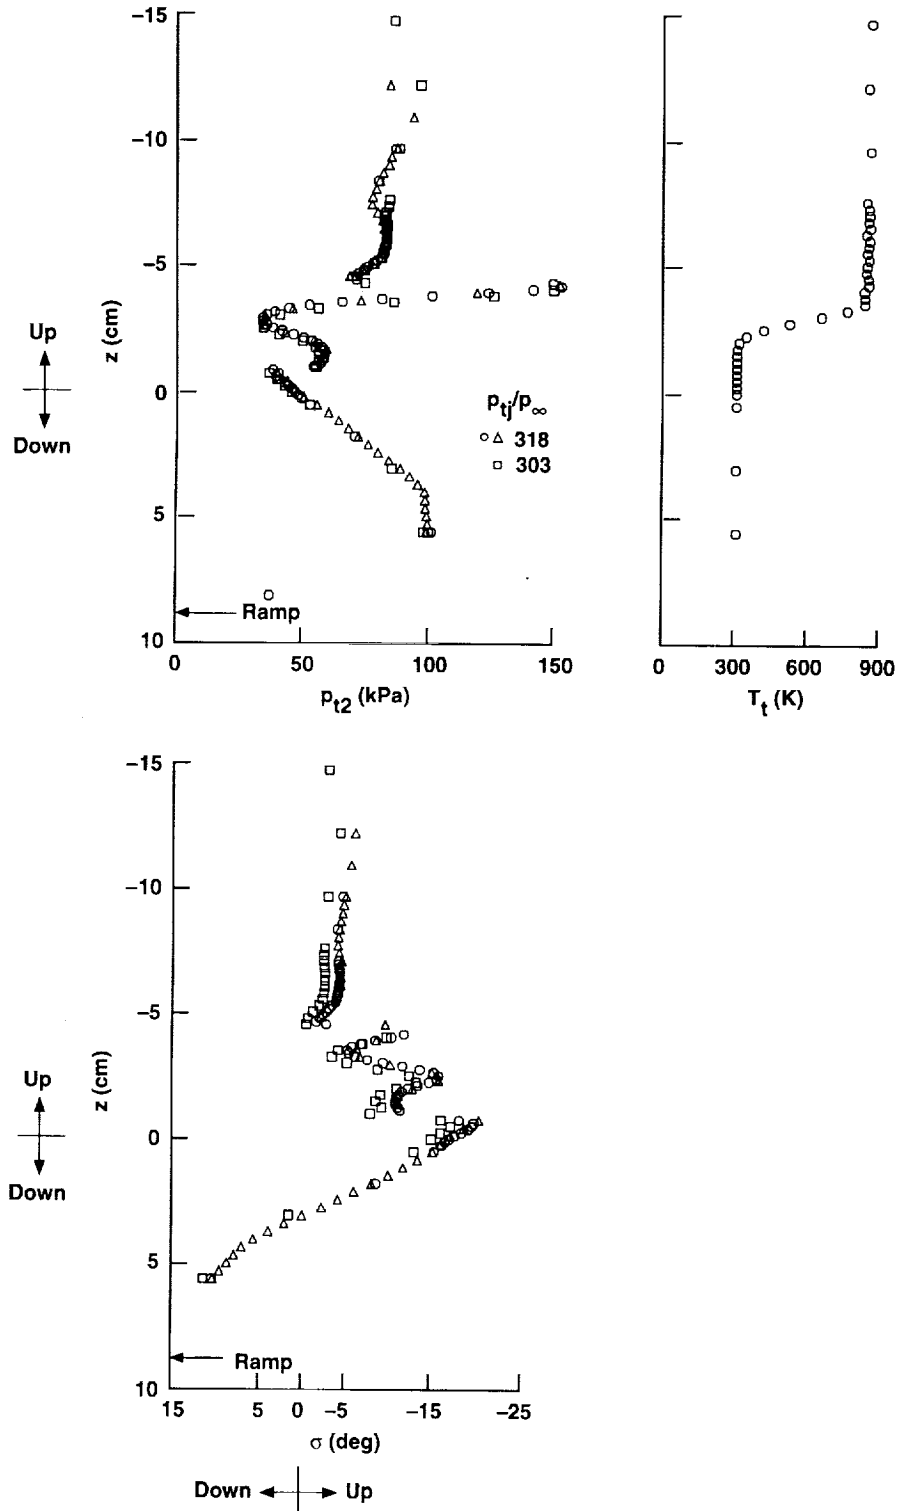 −15
−10
−5
0
5
10
z (cm)
Up
Down
p_tj/p_∞
○ △ 318
□ 303
Ramp
0 50 100 150
p_t2 (kPa)
0 300 600 900
T_t (K)
−15
−10
−5
0
5
10
z (cm)
Up
Down
Ramp
15 5 0 −5 −15 −25
σ (deg)
Down Up